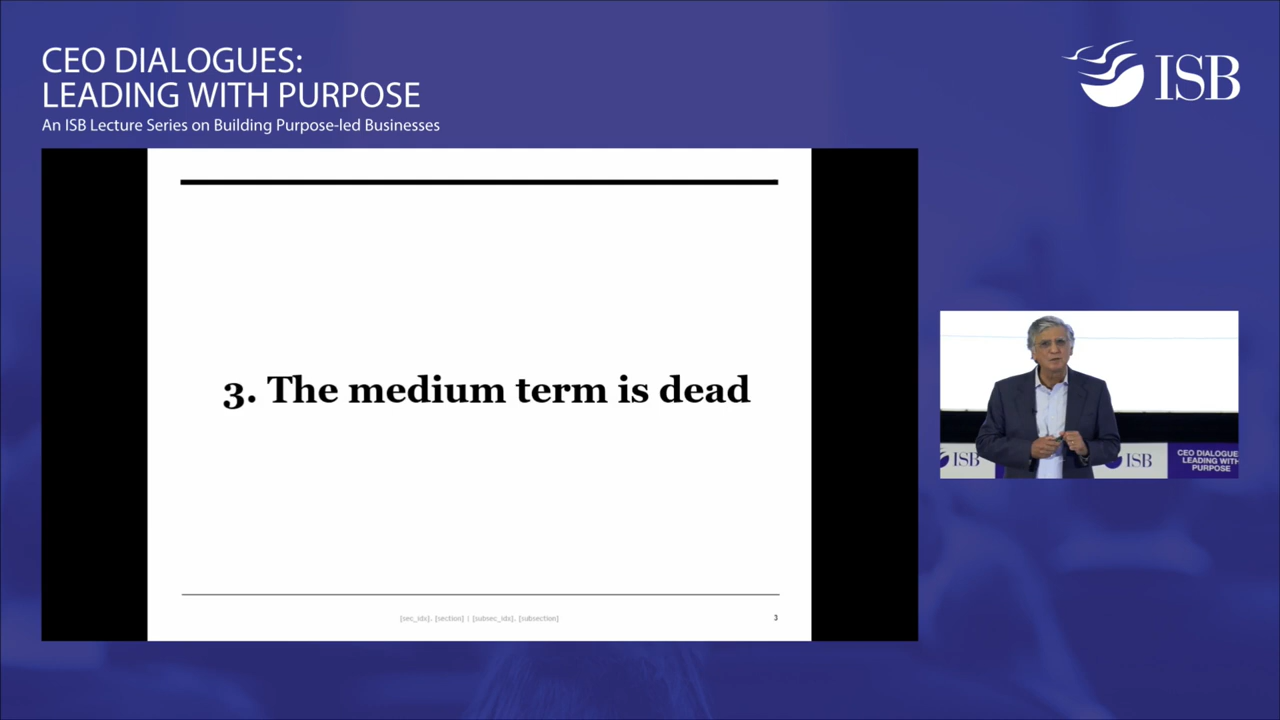 CEO DIALOGUES:
LEADING WITH PURPOSE
An ISB Lecture Series on Building Purpose-led Businesses
ISB
3. The medium term is dead
[sec_idx]. [section] | [subsec_idx]. [subsection]
3
ISB
ISB
CEO DIALOGUE
LEADING WITH
PURPOSE